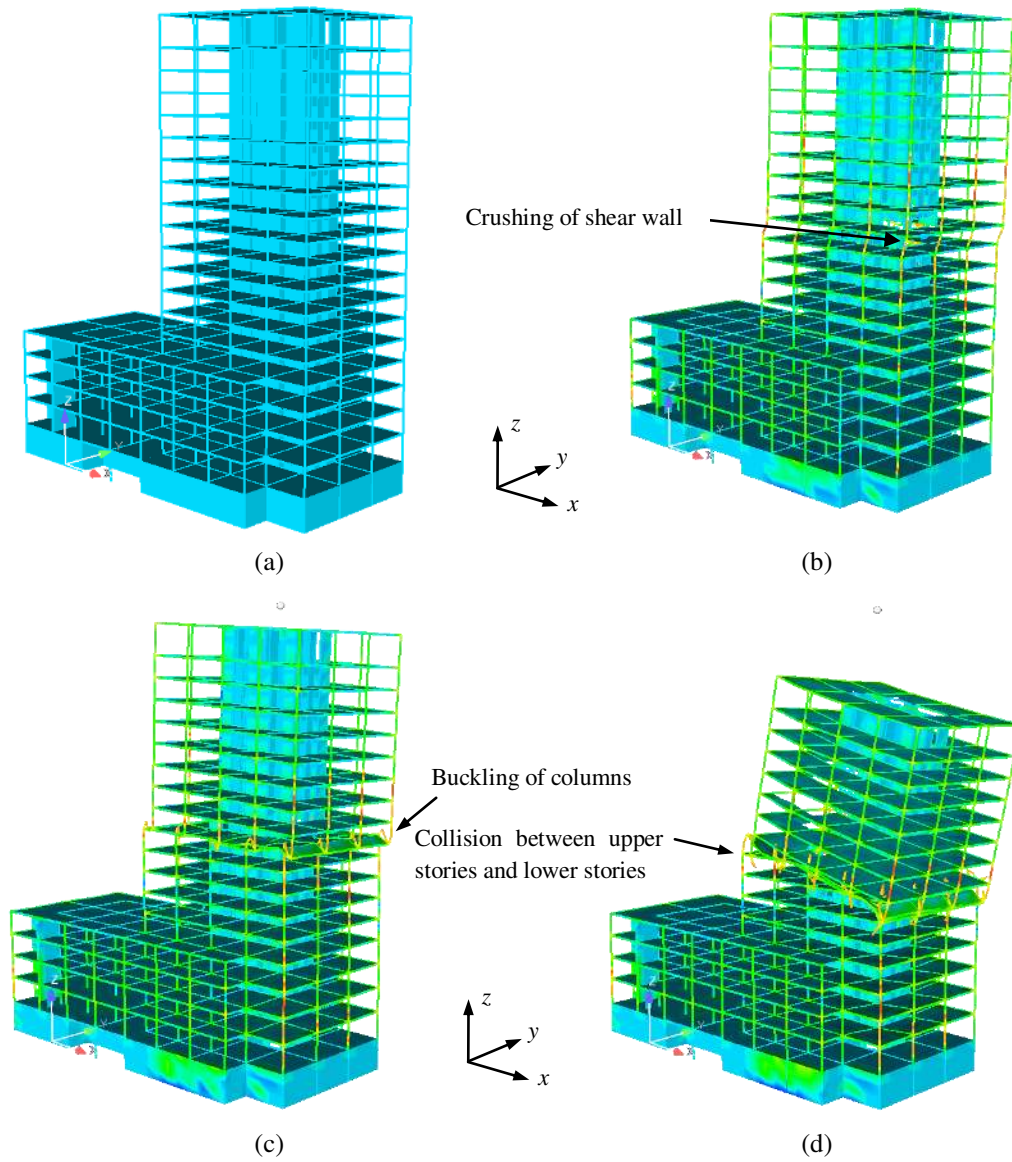 Crushing of shear wall
Z
Y
X
z
y
x
Z
Y
X
(a)
(b)
Buckling of columns
Collision between upper
stories and lower stories
Z
Y
X
z
y
x
Z
Y
X
(c)
(d)